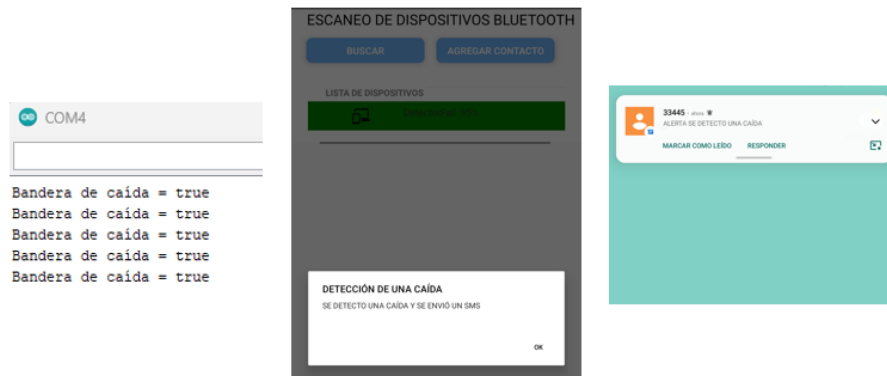 COM4
Bandera de caída = true
Bandera de caída = true
Bandera de caída = true
Bandera de caída = true
Bandera de caída = true
ESCANEO DE DISPOSITIVOS BLUETOOTH
BUSCAR AGREGAR CONTACTO
LISTA DE DISPOSITIVOS
DETECCIÓN DE UNA CAÍDA
SE DETECTO UNA CAÍDA Y SE ENVIÓ UN SMS
OK
33445 - ahora
ALERTA SE DETECTO UNA CAÍDA
MARCAR COMO LEÍDO RESPONDER